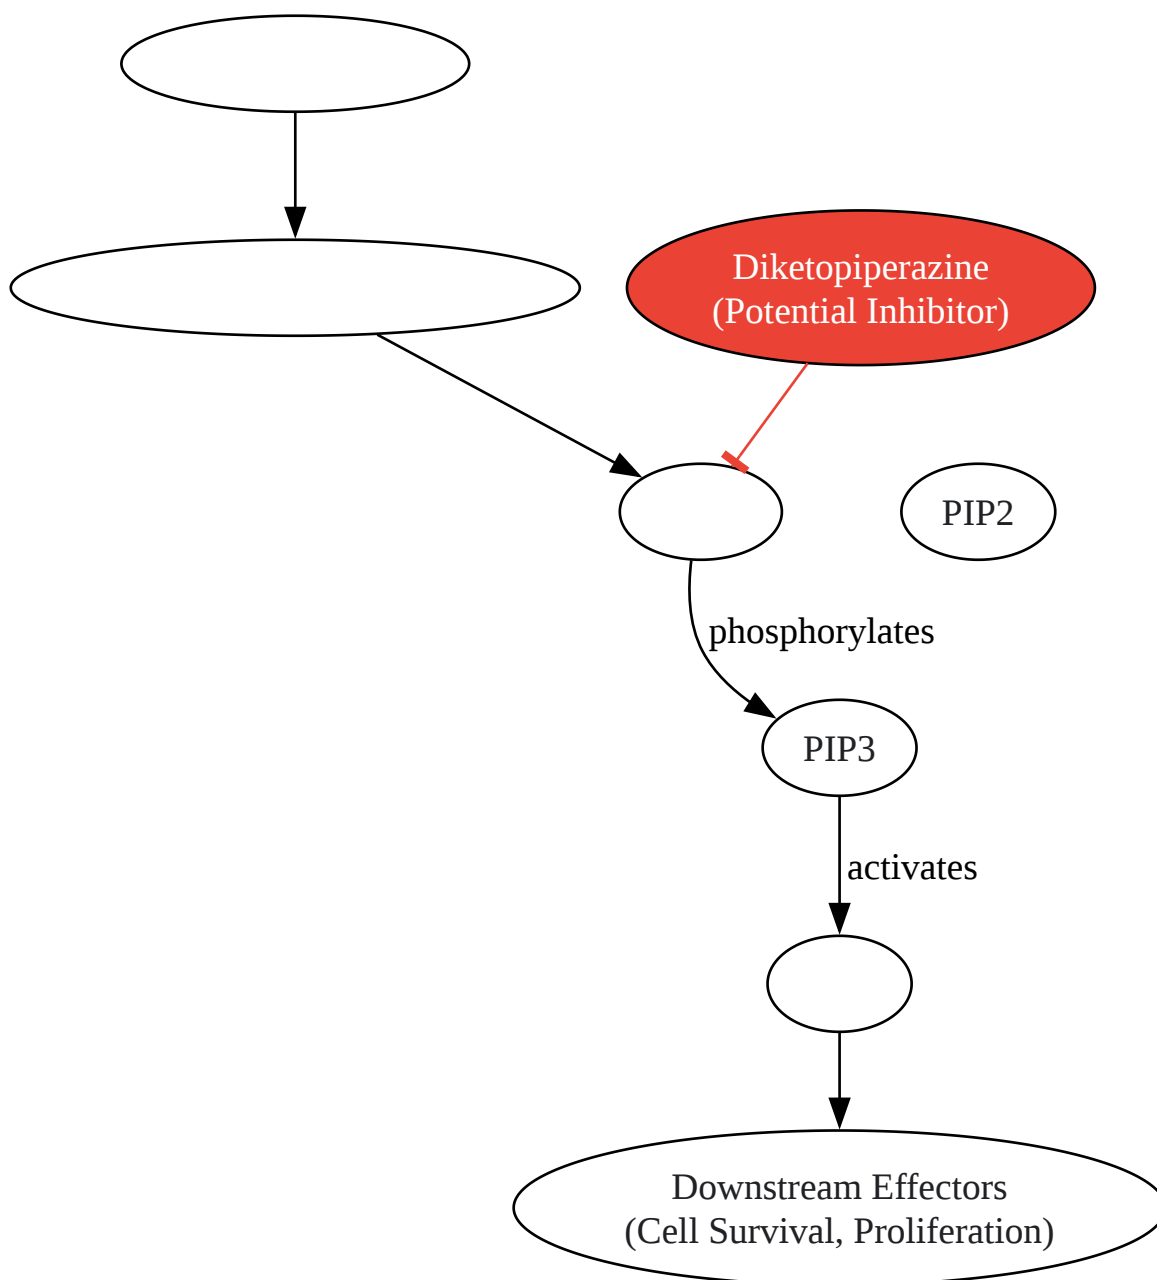 Diketopiperazine
(Potential Inhibitor)
PIP2
phosphorylates
PIP3
activates
Downstream Effectors
(Cell Survival, Proliferation)